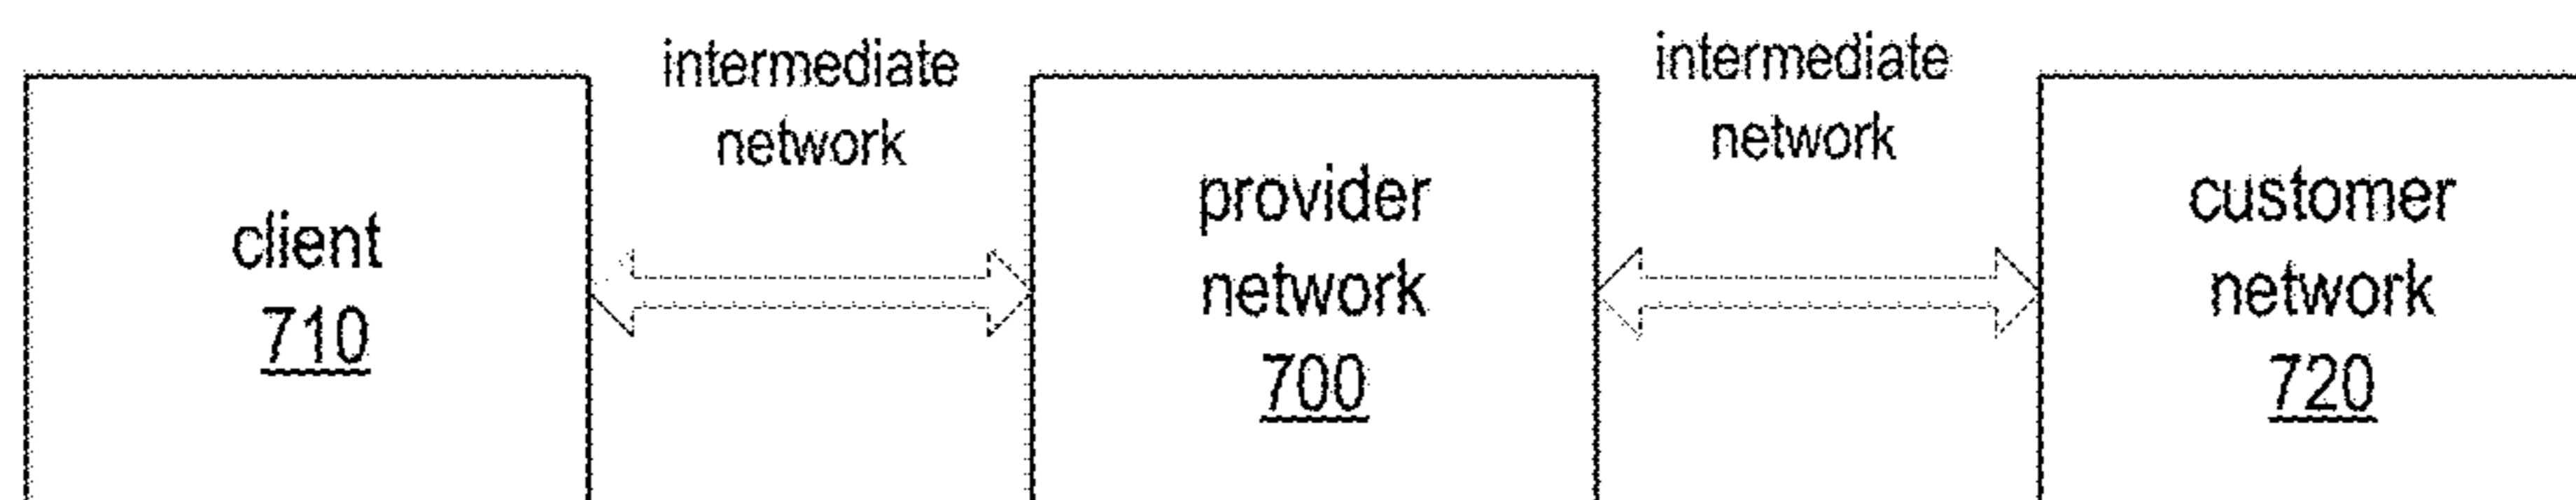 client
710
intermediate
network
provider
network
700
intermediate
network
customer
network
720